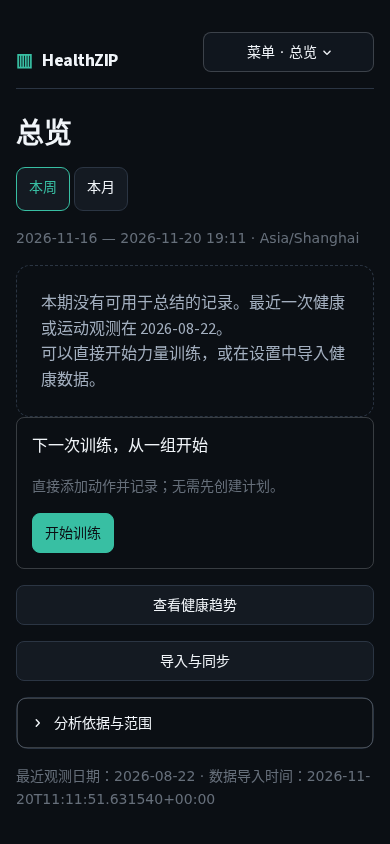 HealthZIP
菜单 · 总览
总览
本周
本月
2026-11-16 — 2026-11-20 19:11 · Asia/Shanghai
本期没有可用于总结的记录。最近一次健康
或运动观测在 2026-08-22。
可以直接开始力量训练，或在设置中导入健
康数据。
下一次训练，从一组开始
直接添加动作并记录；无需先创建计划。
开始训练
查看健康趋势
导入与同步
分析依据与范围
最近观测日期：2026-08-22 · 数据导入时间：2026-11-
20T11:11:51.631540+00:00